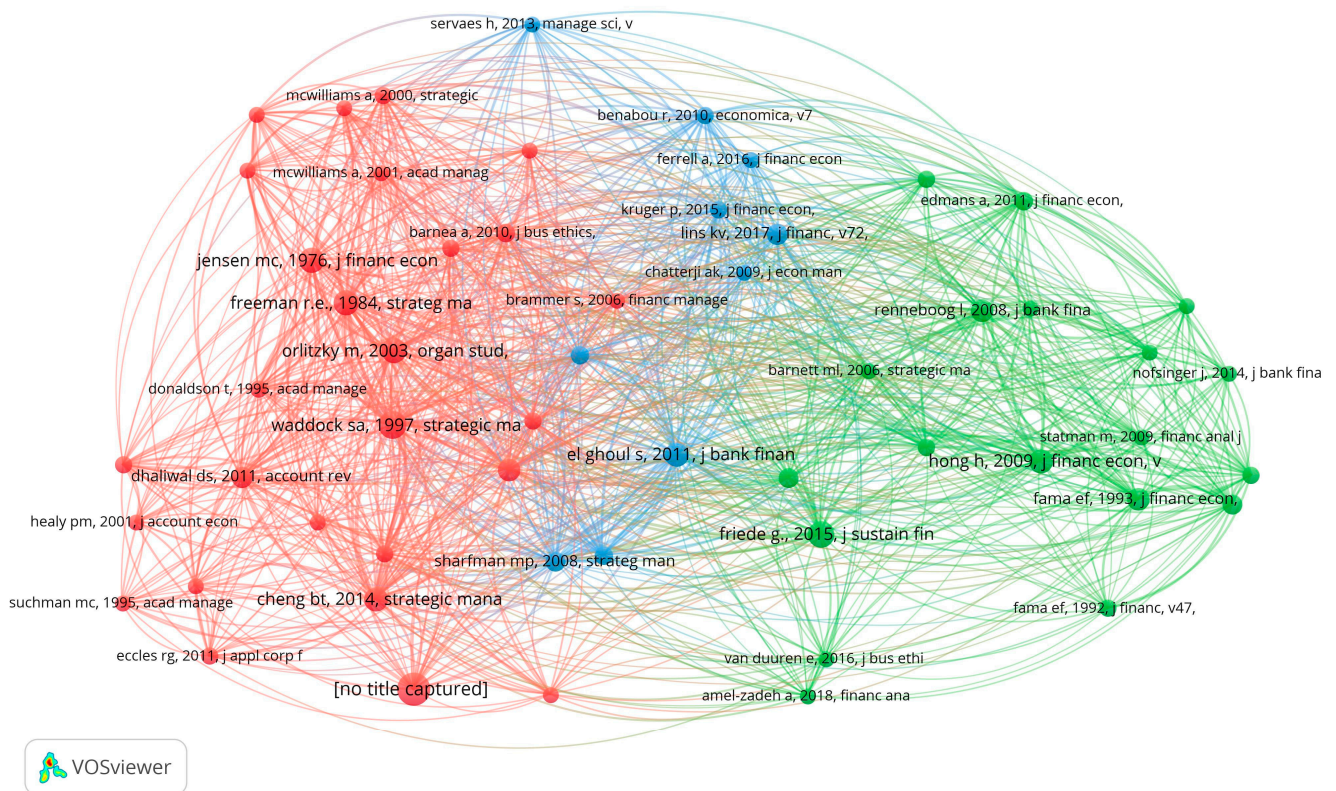 servaes h, 2013, manage sci, v
mcwilliams a, 2000, strategic
benabou r, 2010, economica, v7
ferrell a, 2016, j financ econ
mcwilliams a, 2001, acad manag
edmans a, 2011, j financ econ,
kruger p, 2015, j financ econ,
barnea a, 2010, j bus ethics,
lins kv, 2017, j financ, v72,
jensen mc, 1976, j financ econ
chatterji ak, 2009, j econ man
freeman r.e., 1984, strateg ma
brammer s, 2006, financ manage
renneboog l, 2008, j bank fina
orlitzky m, 2003, organ stud,
barnett ml, 2006, strategic ma
nofsinger j, 2014, j bank fina
donaldson t, 1995, acad manage
waddock sa, 1997, strategic ma
statman m, 2009, financ anal j
el ghoul s, 2011, j bank finan
hong h, 2009, j financ econ, v
dhaliwal ds, 2011, account rev
fama ef, 1993, j financ econ,
healy pm, 2001, j account econ
friede g., 2015, j sustain fin
sharfman mp, 2008, strateg man
cheng bt, 2014, strategic mana
suchman mc, 1995, acad manage
fama ef, 1992, j financ, v47,
eccles rg, 2011, j appl corp f
van duuren e, 2016, j bus ethi
[no title captured]
amel-zadeh a, 2018, financ ana
VOSviewer